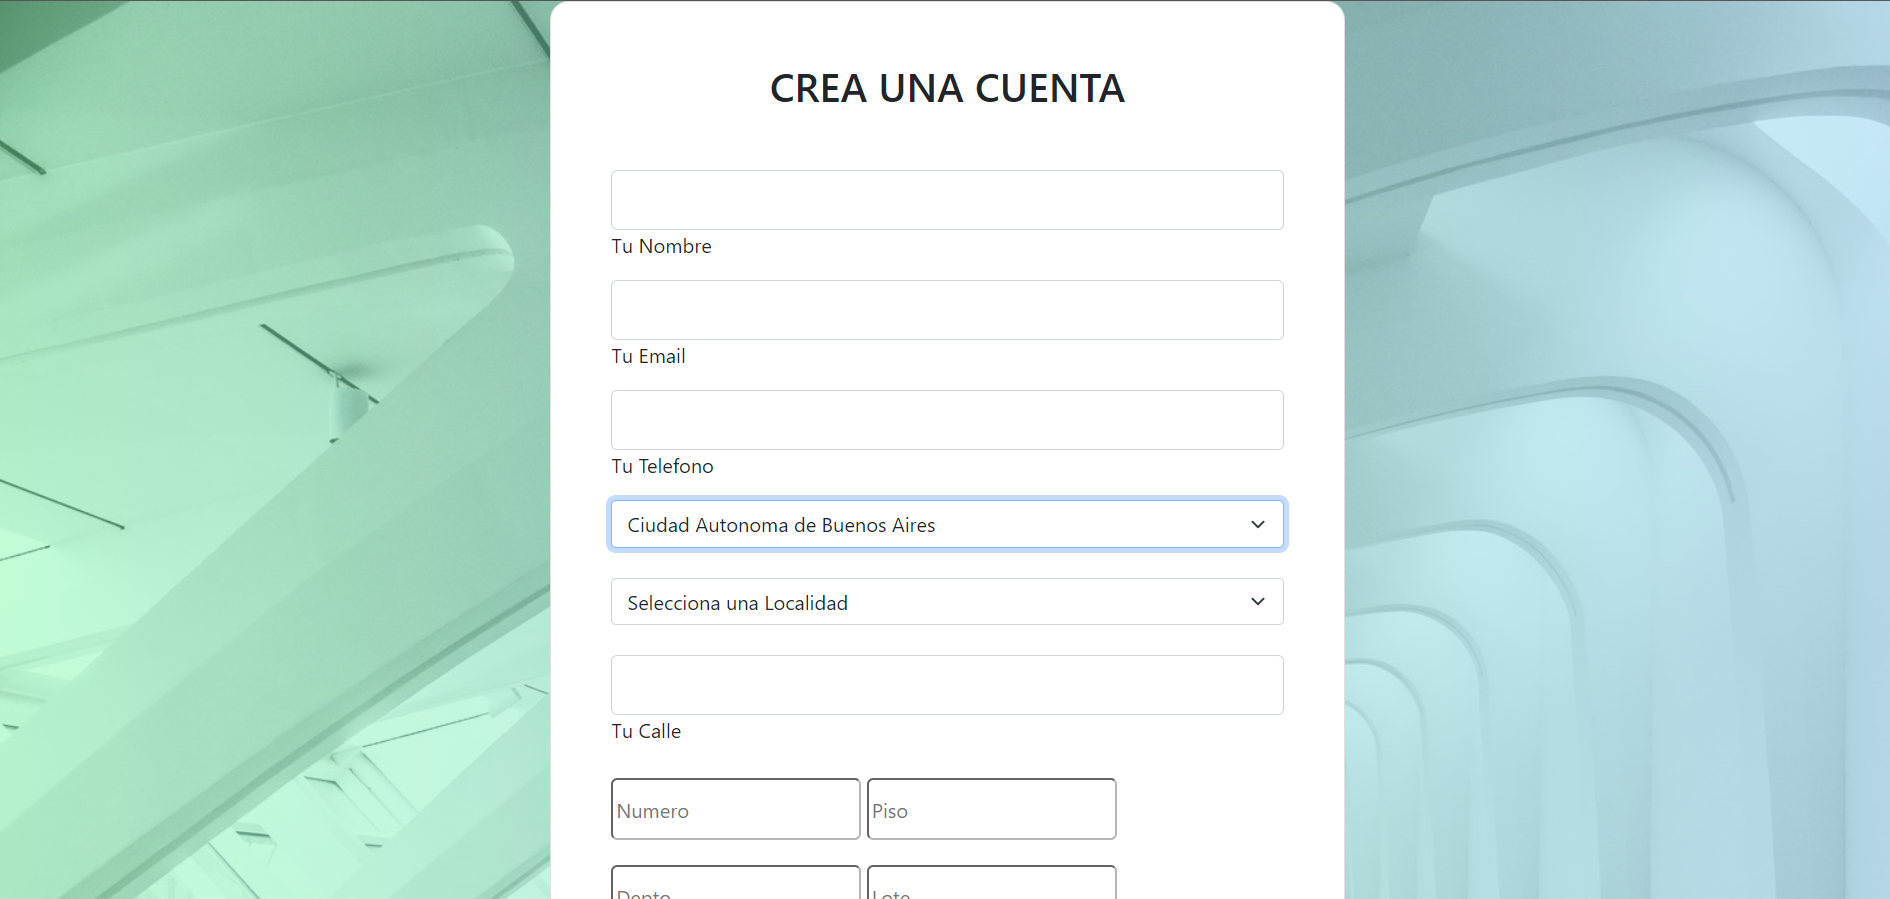 CREA UNA CUENTA
Tu Nombre
Tu Email
Tu Telefono
Ciudad Autonoma de Buenos Aires
Selecciona una Localidad
Tu Calle
Numero Piso
Depto Lote